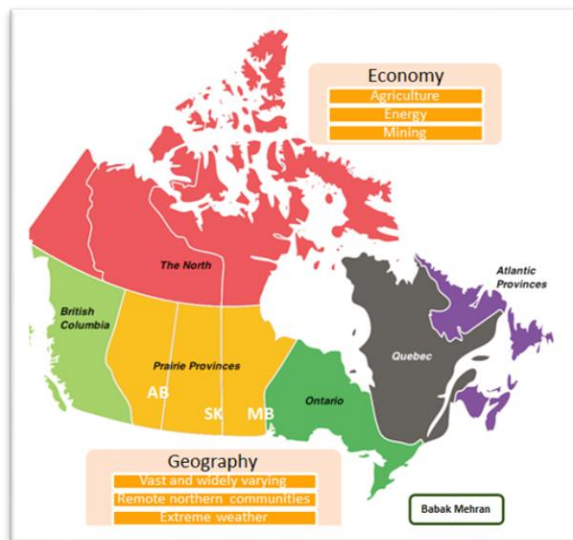 Economy
Agriculture
Energy
Mining
The North
Atlantic
Provinces
British
Columbia
Quebec
Prairie Provinces
AB
SK
MB
Ontario
Geography
Vast and widely varying
Remote northern communities
Extreme weather
Babak Mehran